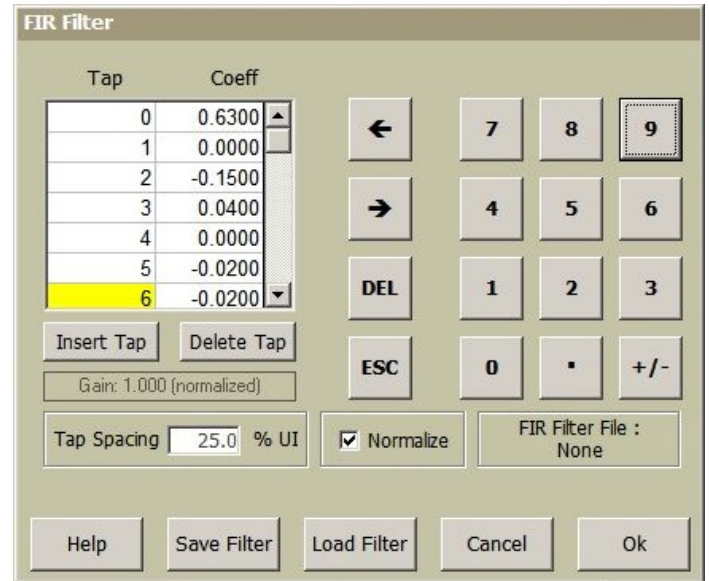 FIR Filter
Tap Coeff
0 0.6300
1 0.0000
2 -0.1500
3 0.0400
4 0.0000
5 -0.0200
6 -0.0200
Insert Tap Delete Tap
Gain: 1.000 (normalized)
Tap Spacing 25.0 % UI
← 7 8 9
→ 4 5 6
DEL 1 2 3
ESC 0 . +/-
Normalize
FIR Filter File :
None
Help Save Filter Load Filter Cancel Ok